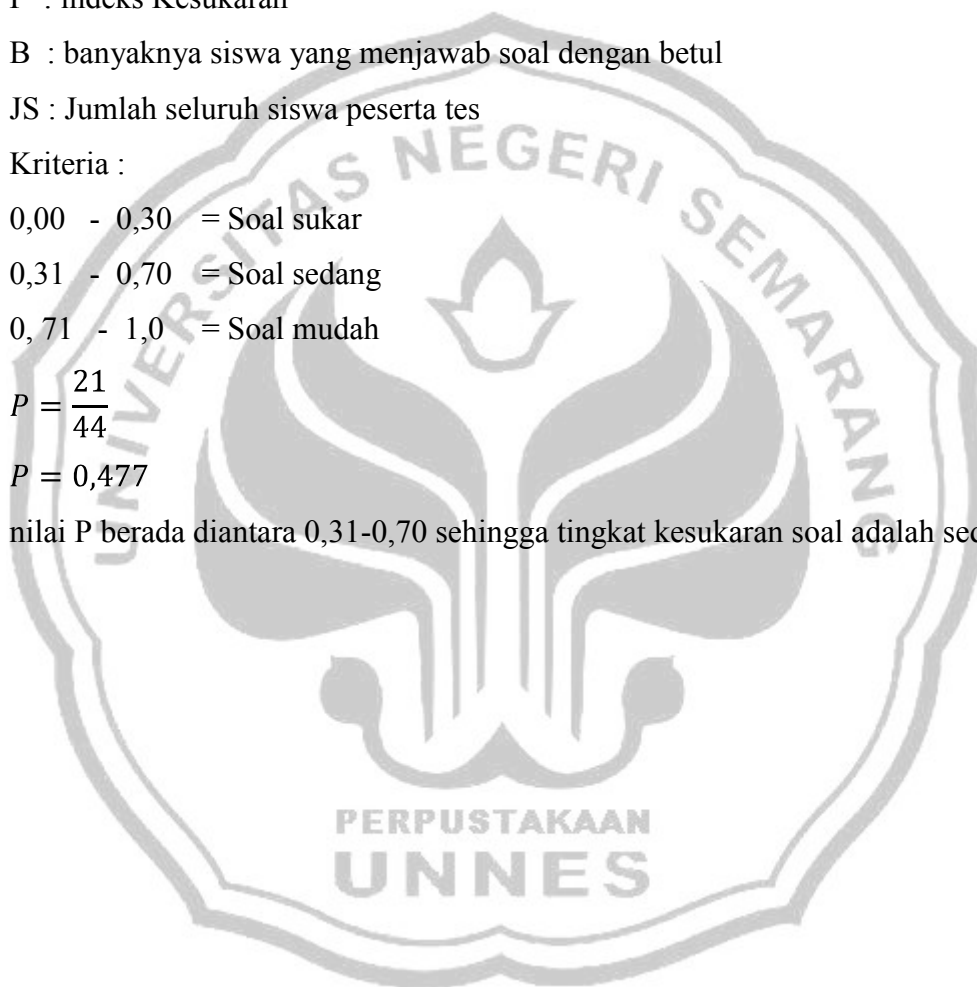 : indeks Kesukaran
B : banyaknya siswa yang menjawab soal dengan betul
JS : Jumlah seluruh siswa peserta tes
Kriteria :
0,00 - 0,30 = Soal sukar
0,31 - 0,70 = Soal sedang
0, 71 - 1,0 = Soal mudah
P = 21/44
P = 0,477
nilai P berada diantara 0,31-0,70 sehingga tingkat kesukaran soal adalah
UNIVERSITAS NEGERI SEMARANG
PERPUSTAKAAN
UNNES